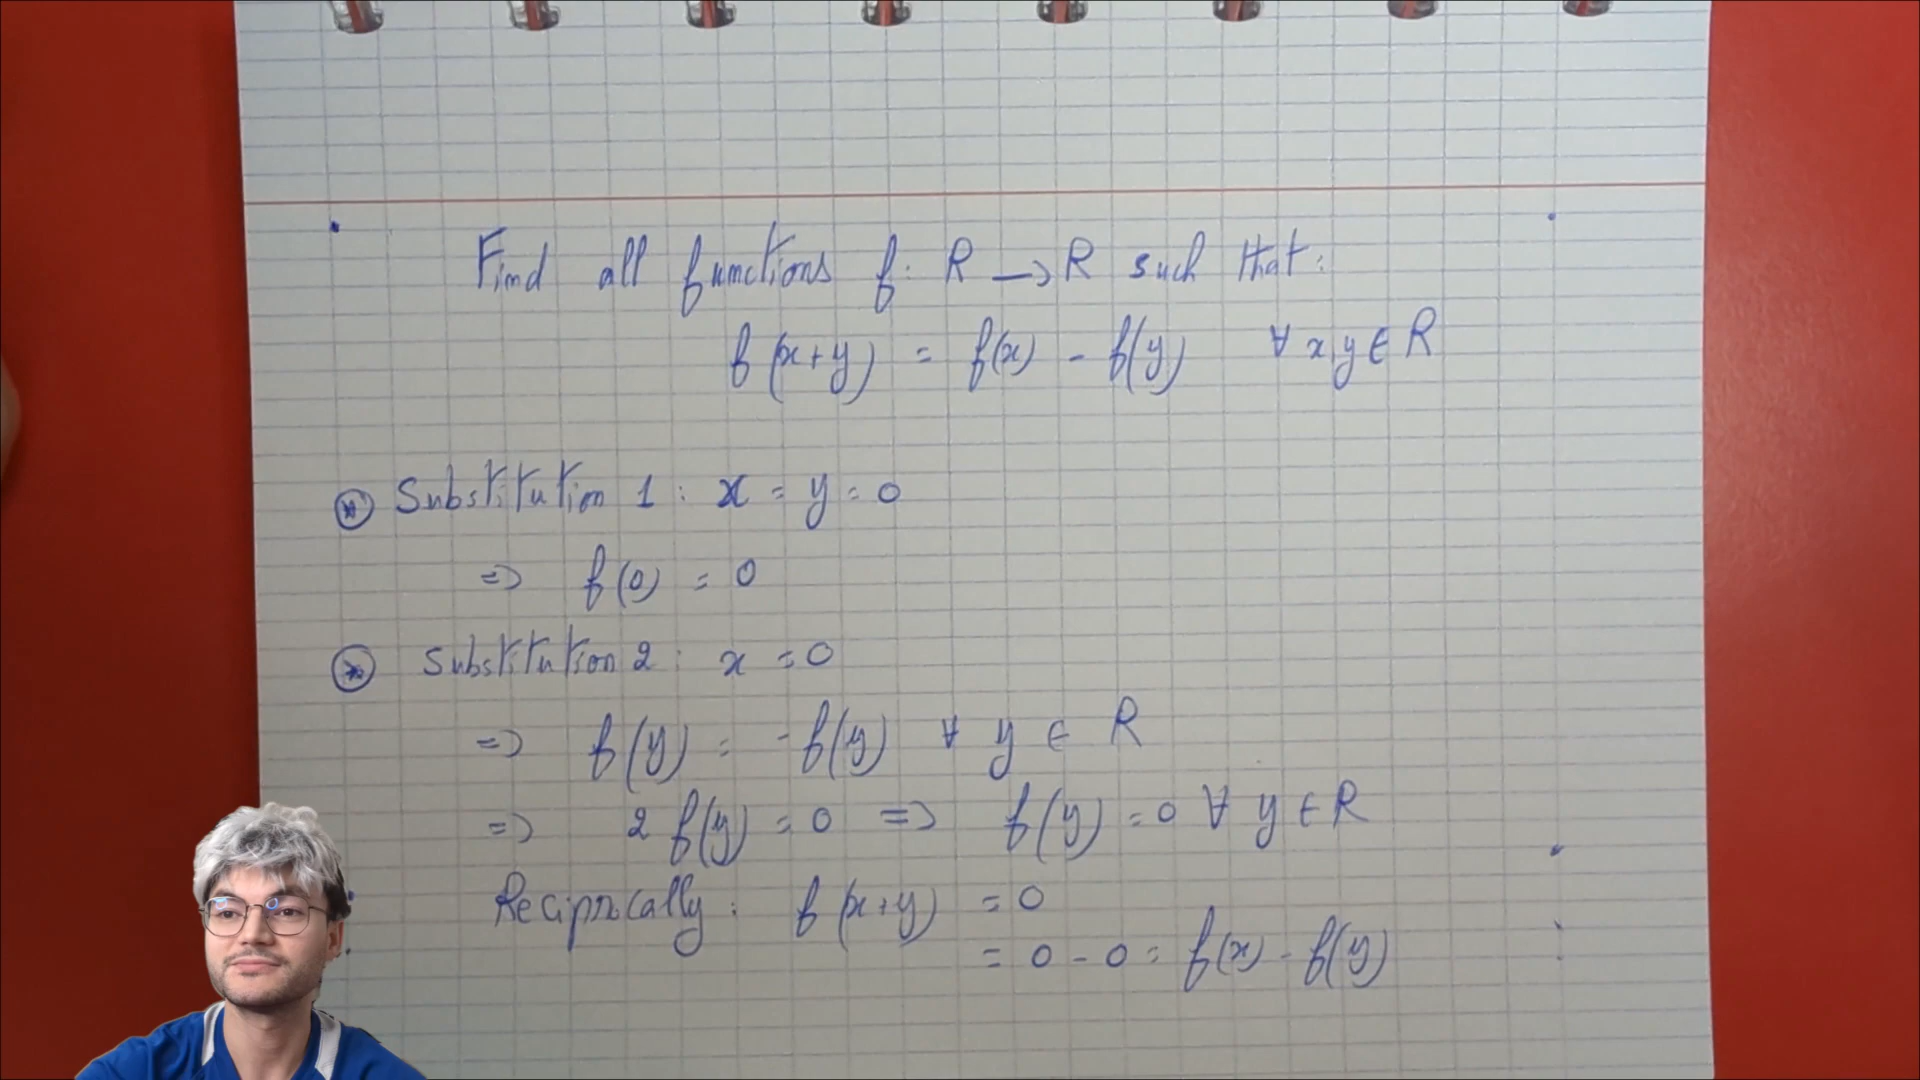 Find all functions f: R → R such that:
f(x+y) = f(x) - f(y) ∀ x,y ∈ R
⊛ Substitution 1: x = y = 0
=> f(0) = 0
⊛ Substitution 2: x = 0
=> f(y) = -f(y) ∀ y ∈ R
=> 2 f(y) = 0 => f(y) = 0 ∀ y ∈ R
Reciprocally: f(x+y) = 0
= 0 - 0 = f(x) - f(y)